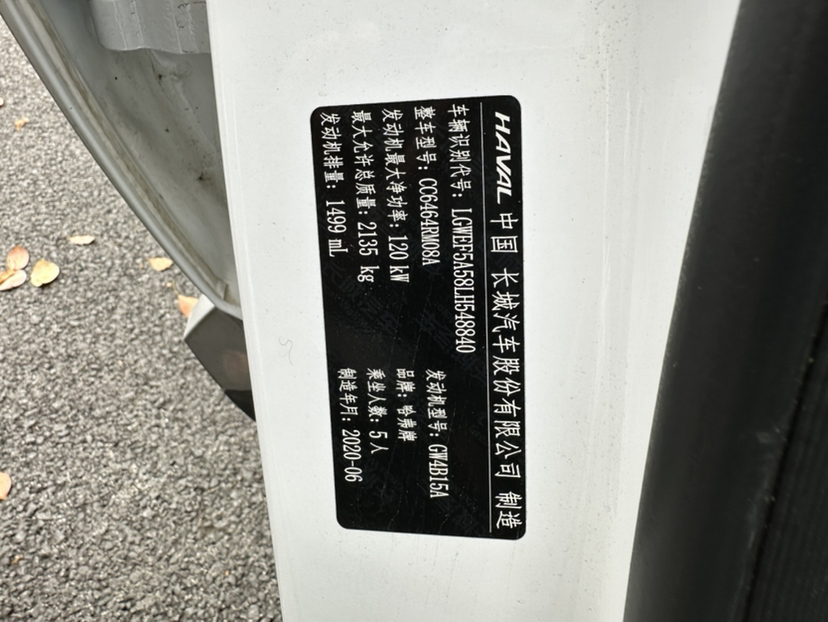 HAVAL 中国 长城汽车股份有限公司 制造
车辆识别代号：LGWEF5A58LH548840
整车型号：CC6464RM08A 发动机型号：GW4B15A
发动机最大净功率：120 kW 品牌：哈弗牌
最大允许总质量：2135 kg 乘坐人数：5人
发动机排量：1499 mL 制造年月：2020-06